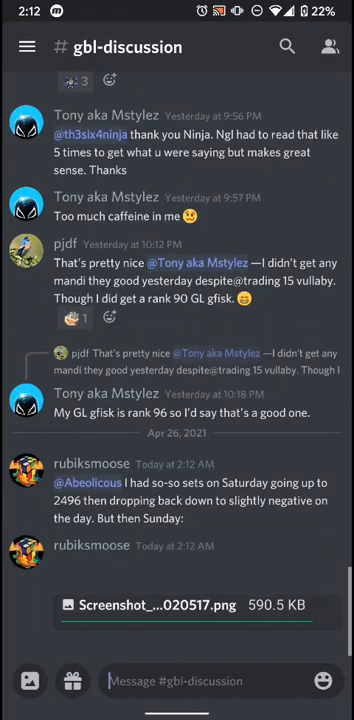 2:12
22%
# gbl-discussion
3
Tony aka Mstylez Yesterday at 9:56 PM
@th3six4ninja thank you Ninja. Ngl had to read that like
5 times to get what u were saying but makes great
sense. Thanks
Tony aka Mstylez Yesterday at 9:57 PM
Too much caffeine in me 🥴
pjdf Yesterday at 10:12 PM
That's pretty nice @Tony aka Mstylez —I didn't get any
mandi they good yesterday despite@trading 15 vullaby.
Though I did get a rank 90 GL gfisk. 😁
1
pjdf That's pretty nice @Tony aka Mstylez —I didn't get any
mandi they good yesterday despite@trading 15 vullaby. Though I
Tony aka Mstylez Yesterday at 10:18 PM
My GL gfisk is rank 96 so I'd say that's a good one.
Apr 26, 2021
rubiksmoose Today at 2:12 AM
@Abeolicous I had so-so sets on Saturday going up to
2496 then dropping back down to slightly negative on
the day. But then Sunday:
rubiksmoose Today at 2:12 AM
Screenshot_...020517.png 590.5 KB
Message #gbl-discussion